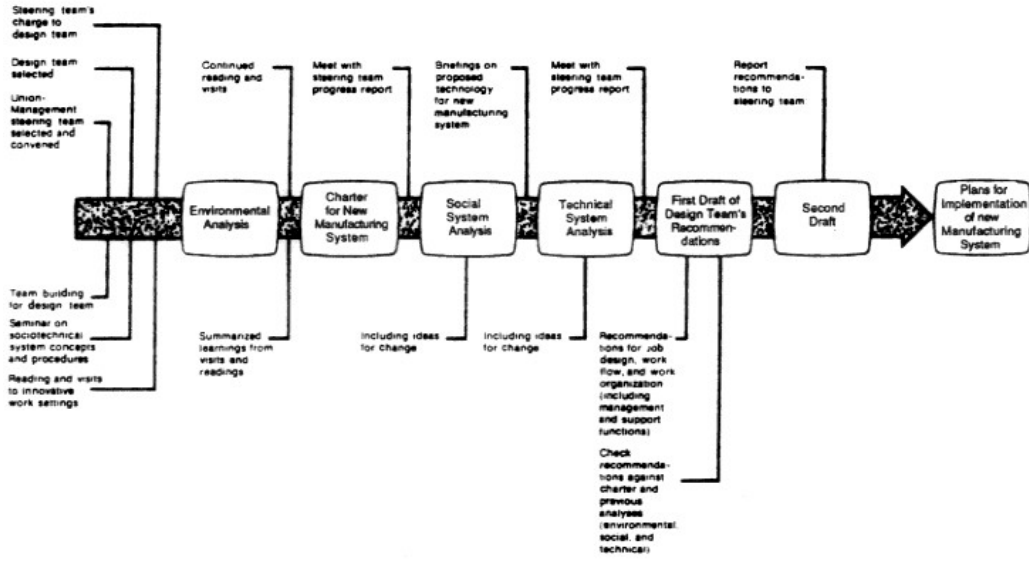 Steering team's
charge to
design team
Design team
selected
Union-
Management
steering team
selected and
convened
Continued
reading and
visits
Meet with
steering team
progress report
Briefings on
proposed
technology
for new
manufacturing
system
Meet with
steering team
progress report
Report
recommenda-
tions to
steering team
Environmental
Analysis
Charter
for New
Manufacturing
System
Social
System
Analysis
Technical
System
Analysis
First Draft of
Design Team's
Recommen-
dations
Second
Draft
Plans for
Implementation
of new
Manufacturing
System
Team building
for design team
Seminar on
sociotechnical
system concepts
and procedures
Reading and visits
to innovative
work settings
Summarized
learnings from
visits and
readings
Including ideas
for change
Including ideas
for change
Recommenda-
tions for job
design, work
flow, and work
organization
(including
management
and support
functions)
Check
recommenda-
tions against
charter and
previous
analyses
(environmental,
social, and
technical)